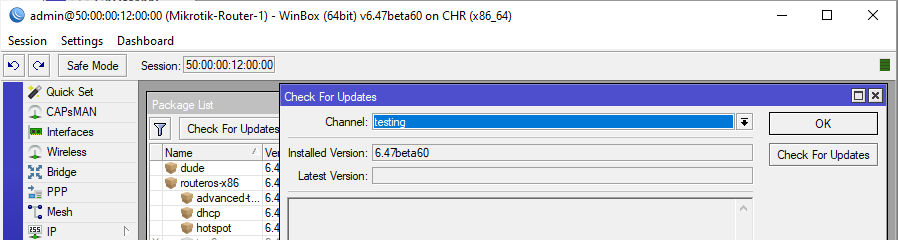 admin@50:00:00:12:00:00 (Mikrotik-Router-1) - WinBox (64bit) v6.47beta60 on CHR (x86_64)
Session Settings Dashboard
Safe Mode Session: 50:00:00:12:00:00
Quick Set
CAPsMAN
Interfaces
Wireless
Bridge
PPP
Mesh
IP
Package List
Check For Updates
Name
dude 6.4
routeros-x86 6.4
advanced-t... 6.4
dhcp 6.4
hotspot 6.4
Check For Updates
Channel: testing
OK
Installed Version: 6.47beta60
Check For Updates
Latest Version: